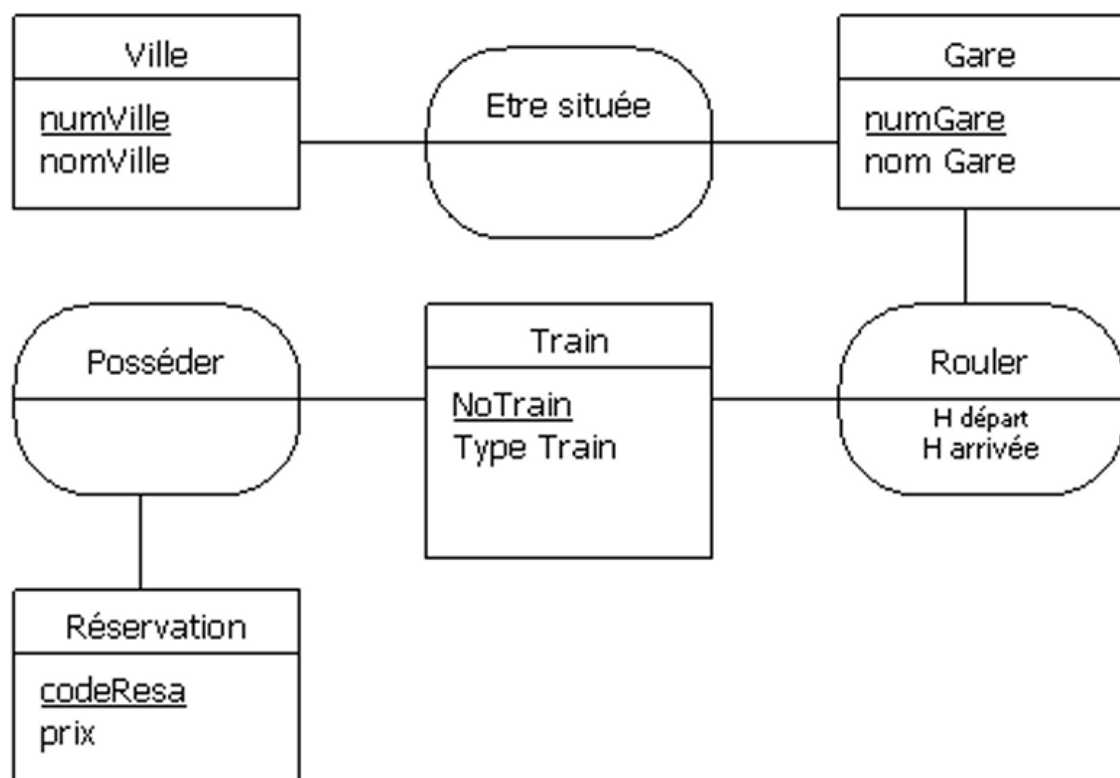 Ville
numVille
nomVille
Etre située
Gare
numGare
nom Gare
Posséder
Train
NoTrain
Type Train
Rouler
H départ
H arrivée
Réservation
codeResa
prix